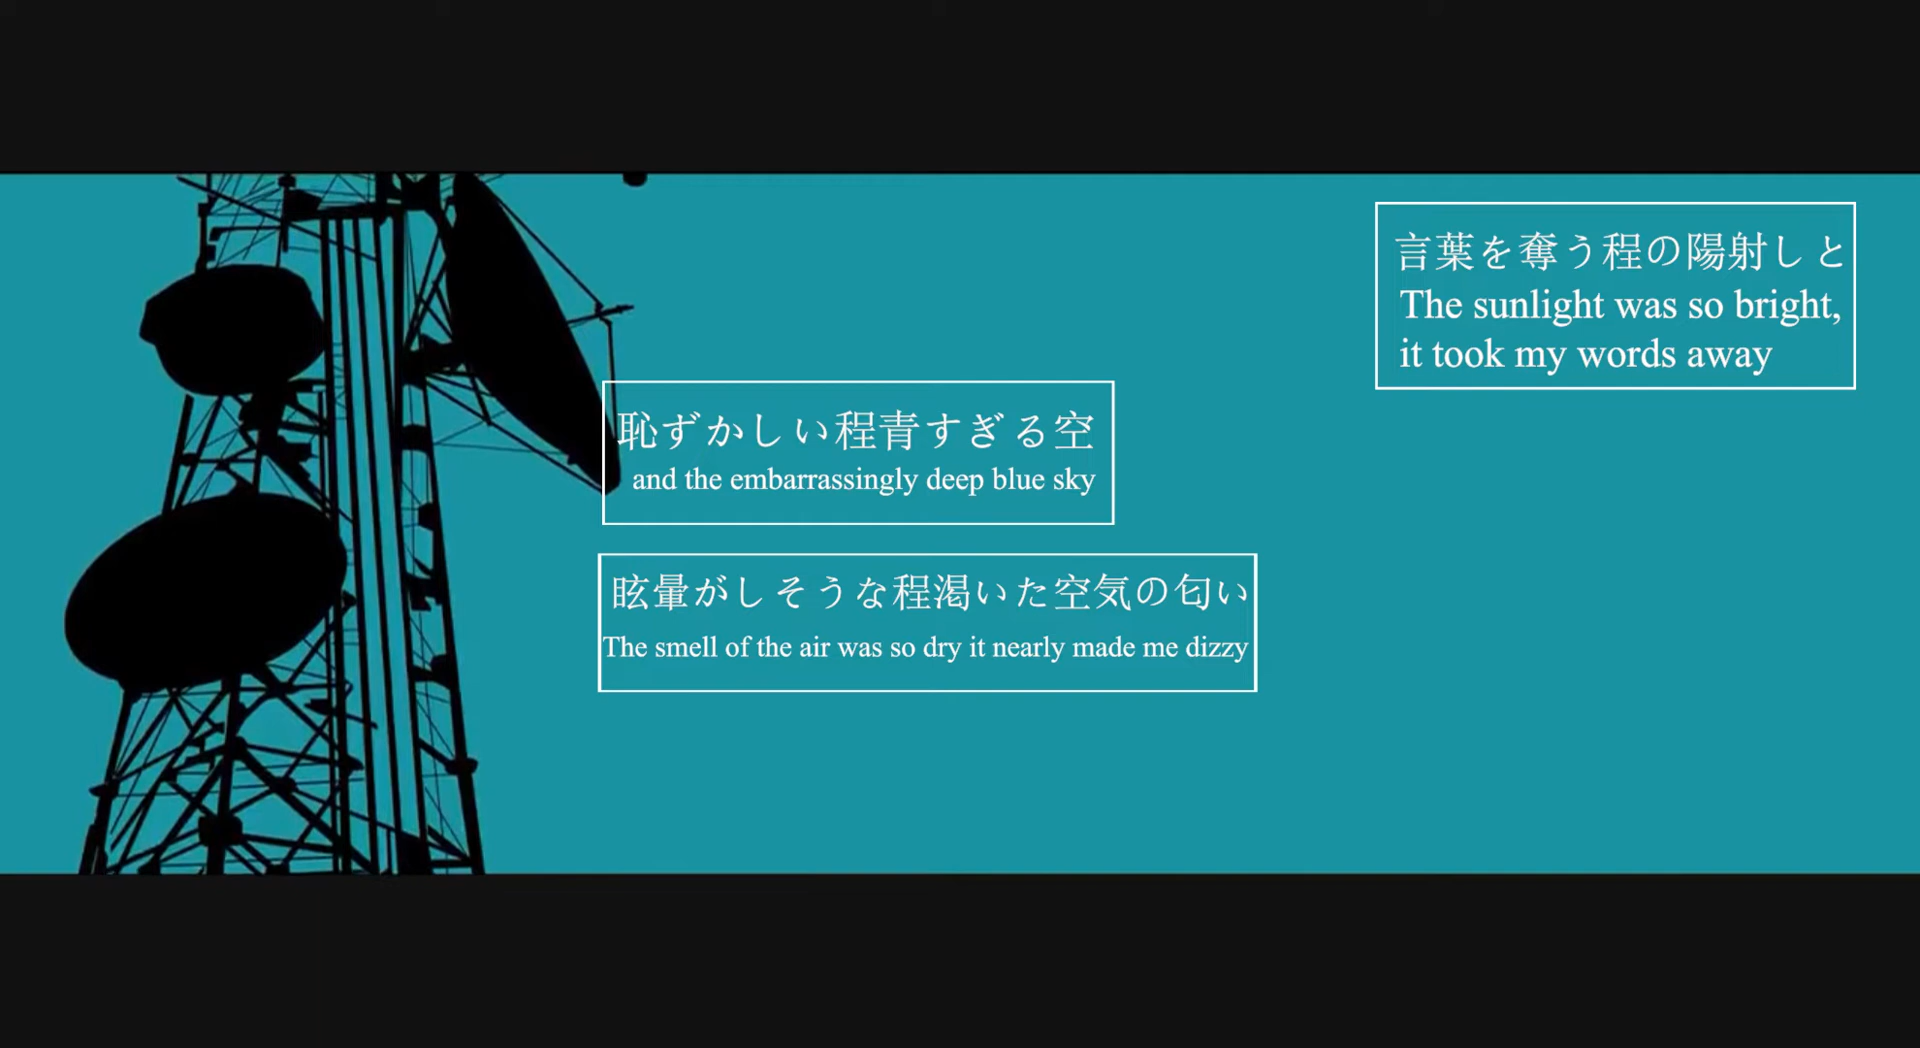 言葉を奪う程の陽射しと
The sunlight was so bright,
it took my words away
恥ずかしい程青すぎる空
and the embarrassingly deep blue sky
眩暈がしそうな程渇いた空気の匂い
The smell of the air was so dry it nearly made me dizzy